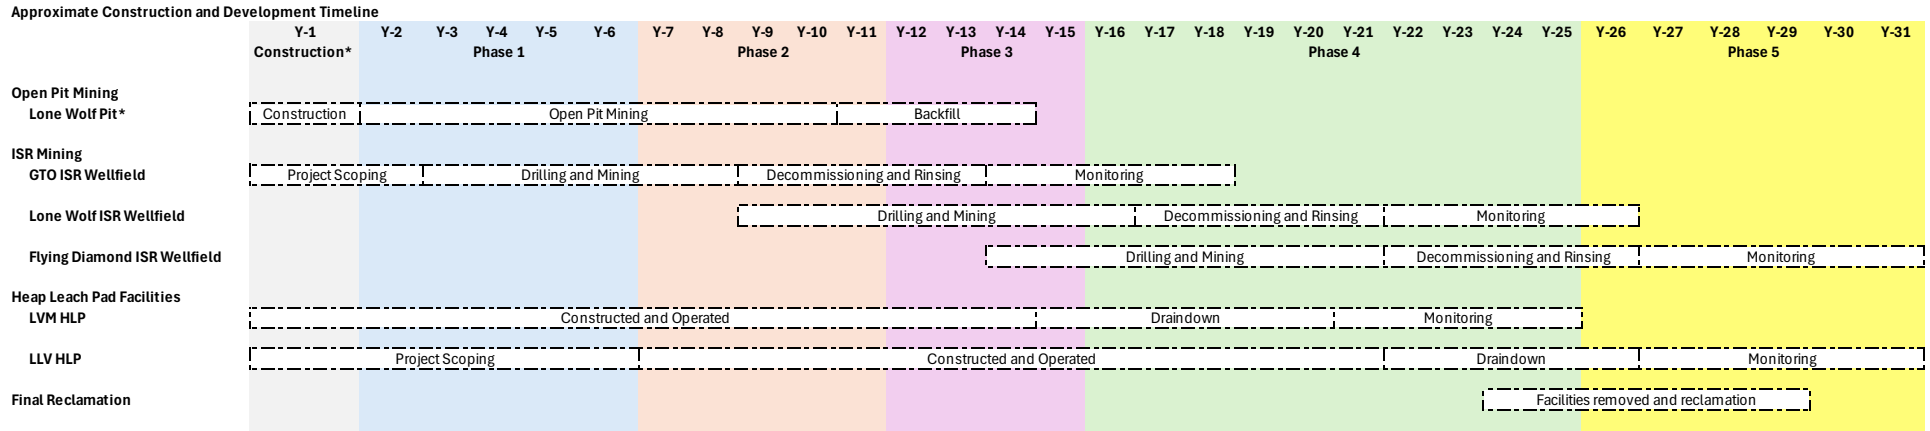 Approximate Construction and Development Timeline
Y-1 Y-2 Y-3 Y-4 Y-5 Y-6 Y-7 Y-8 Y-9 Y-10 Y-11 Y-12 Y-13 Y-14 Y-15 Y-16 Y-17 Y-18 Y-19 Y-20 Y-21 Y-22 Y-23 Y-24 Y-25 Y-26 Y-27 Y-28 Y-29 Y-30 Y-31
Construction* Phase 1 Phase 2 Phase 3 Phase 4 Phase 5
Open Pit Mining
Lone Wolf Pit* Construction Open Pit Mining Backfill
ISR Mining
GTO ISR Wellfield Project Scoping Drilling and Mining Decommissioning and Rinsing Monitoring
Lone Wolf ISR Wellfield Drilling and Mining Decommissioning and Rinsing Monitoring
Flying Diamond ISR Wellfield Drilling and Mining Decommissioning and Rinsing Monitoring
Heap Leach Pad Facilities
LVM HLP Constructed and Operated Draindown Monitoring
LLV HLP Project Scoping Constructed and Operated Draindown Monitoring
Final Reclamation Facilities removed and reclamation